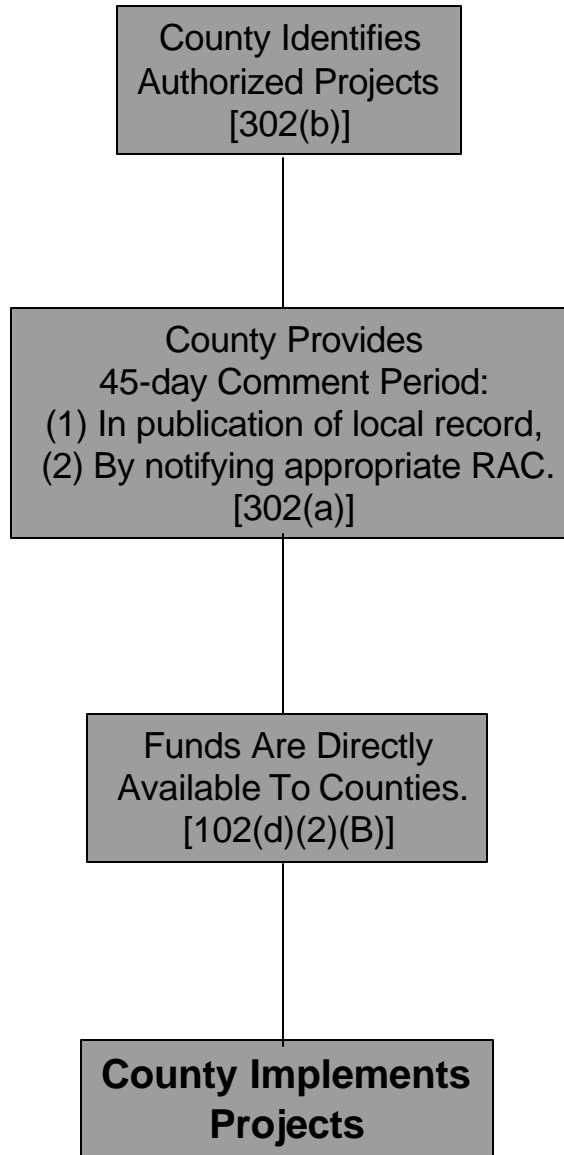 County Identifies
Authorized Projects
[302(b)]
County Provides
45-day Comment Period:
(1) In publication of local record,
(2) By notifying appropriate RAC.
[302(a)]
Funds Are Directly
Available To Counties.
[102(d)(2)(B)]
County Implements
Projects